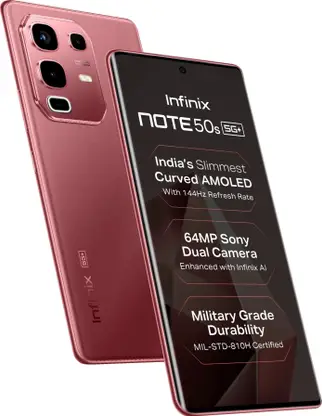 Infinix
NOTE 50s 5G+
India's Slimmest
Curved AMOLED
With 144Hz Refresh Rate
64MP Sony
Dual Camera
Enhanced with Infinix AI
Military Grade
Durability
MIL-STD-810H Certified
Infinix 5G+